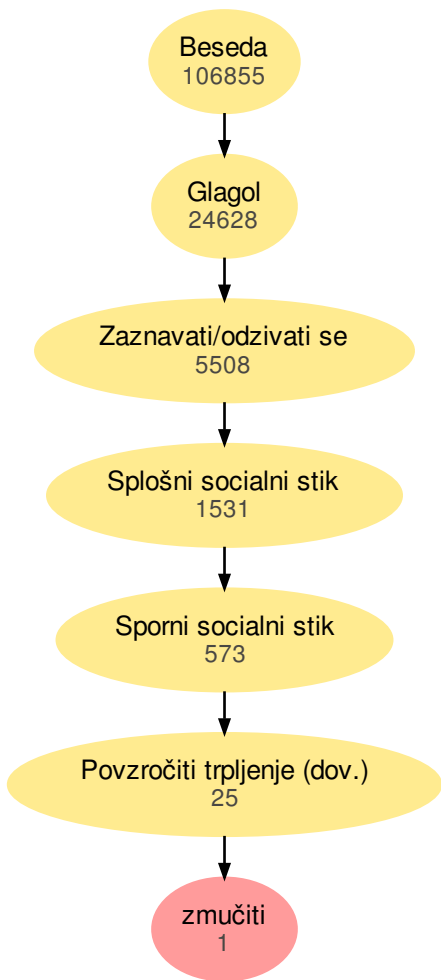 Beseda
106855
Glagol
24628
Zaznavati/odzivati se
5508
Splošni socialni stik
1531
Sporni socialni stik
573
Povzročiti trpljenje (dov.)
25
zmučiti
1